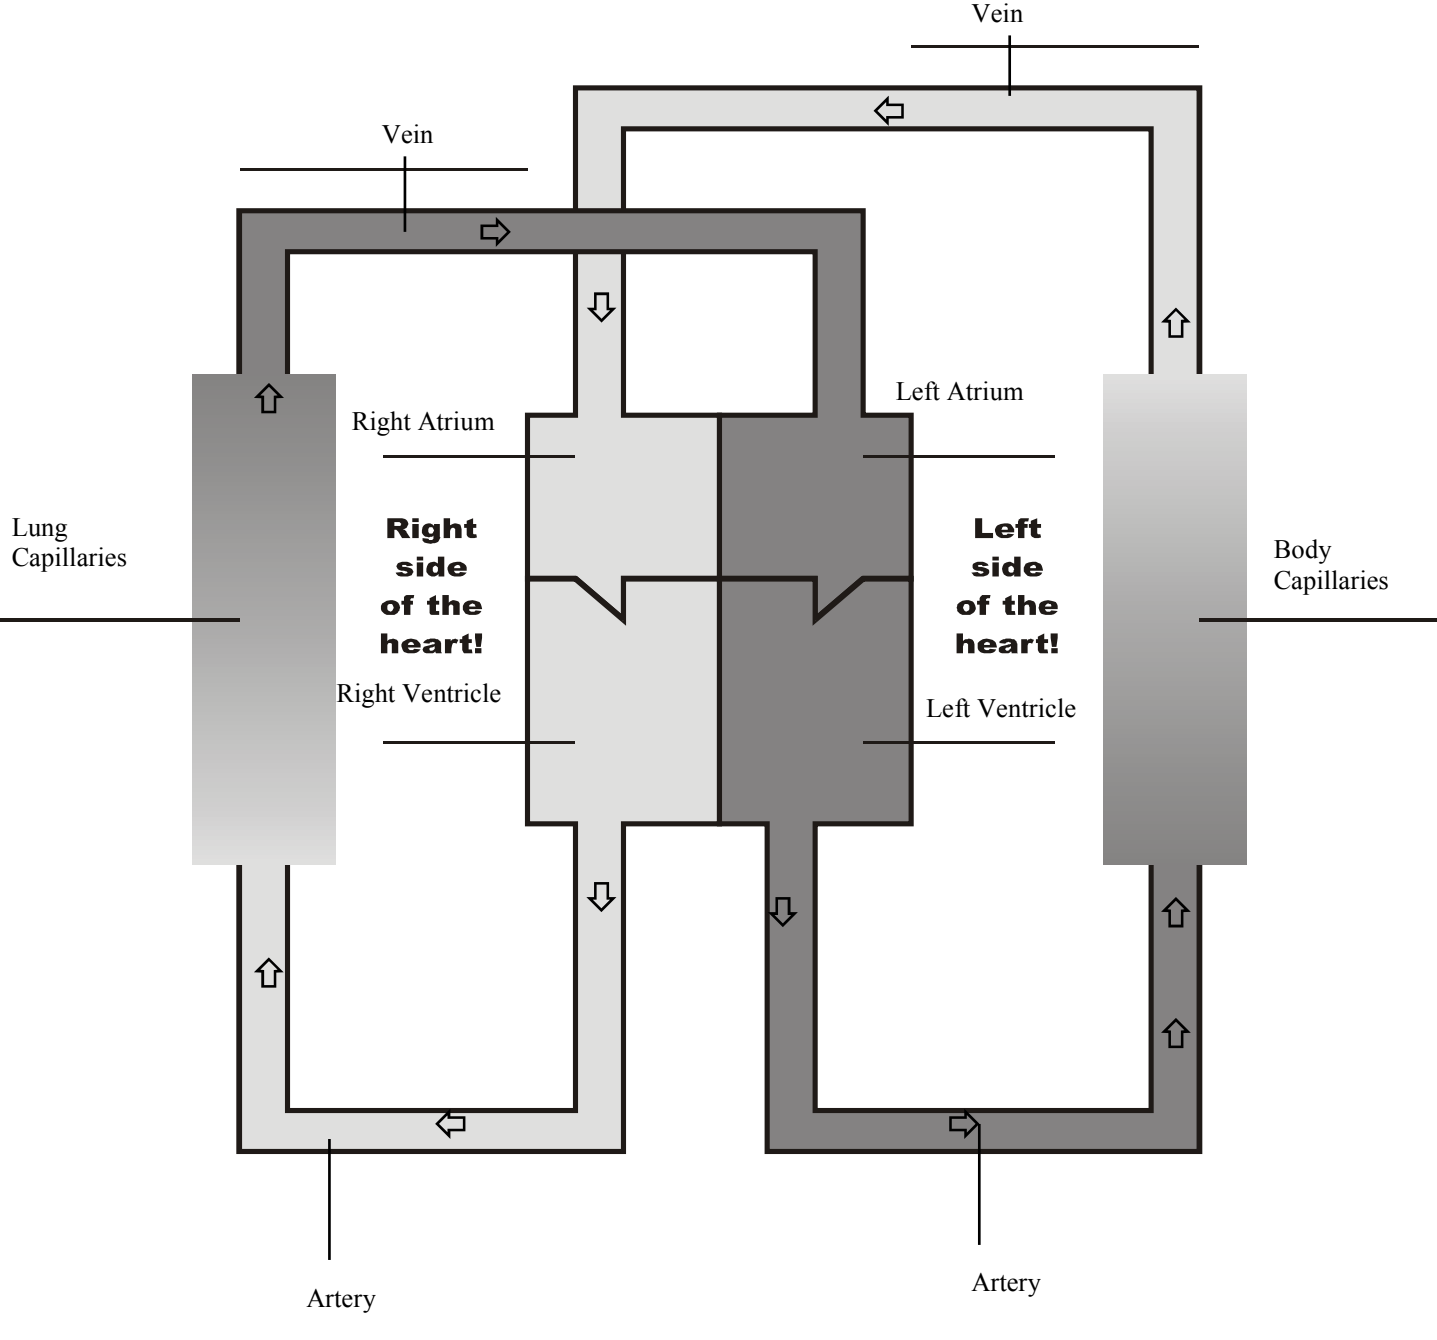 Vein
Vein
Left Atrium
Right Atrium
Lung
Capillaries
Right
side
of the
heart!
Left
side
of the
heart!
Body
Capillaries
Right Ventricle
Left Ventricle
Artery
Artery